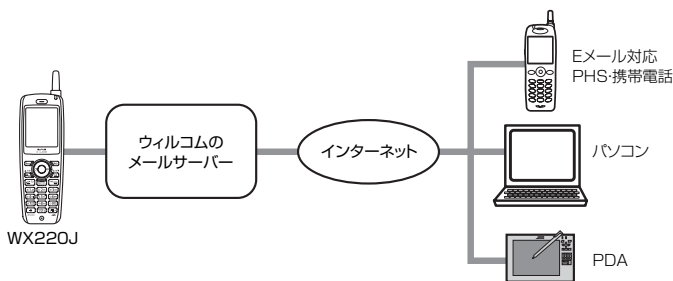 WX220J
ウィルコムの
メールサーバー
インターネット
Eメール対応
PHS・携帯電話
パソコン
PDA